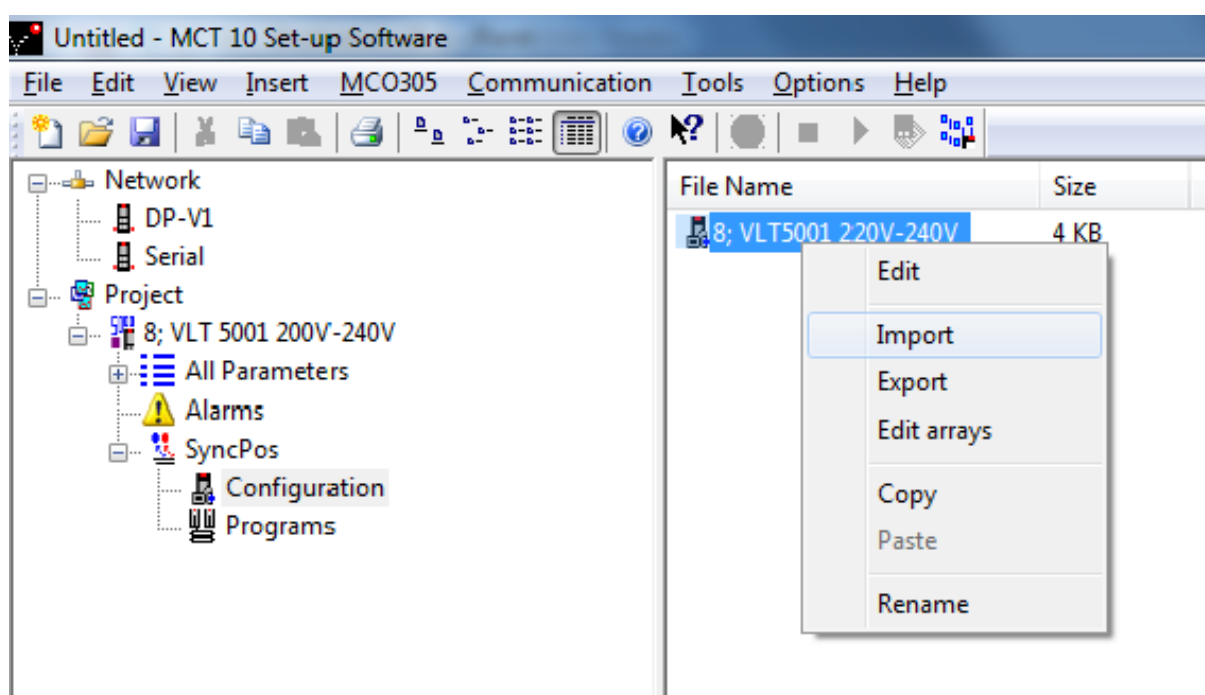 Untitled - MCT 10 Set-up Software
File Edit View Insert MCO305 Communication Tools Options Help
Network
DP-V1
Serial
Project
8; VLT 5001 200V-240V
All Parameters
Alarms
SyncPos
Configuration
Programs
File Name Size
8; VLT5001 220V-240V 4 KB
Edit
Import
Export
Edit arrays
Copy
Paste
Rename